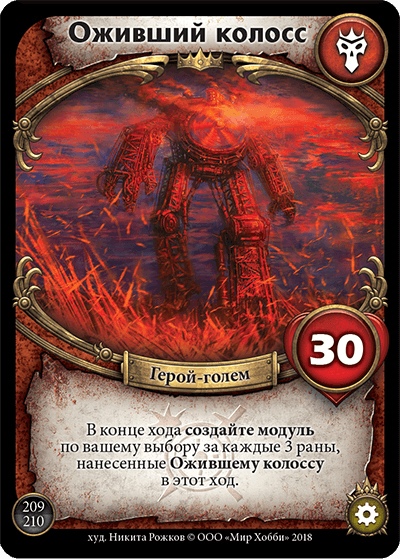 Оживший колосс
30
Герой-голем
В конце хода создайте модуль
по вашему выбору за каждые 3 раны,
нанесенные Ожившему колоссу
в этот ход.
209
210
худ. Никита Рожков © ООО «Мир Хобби» 2018